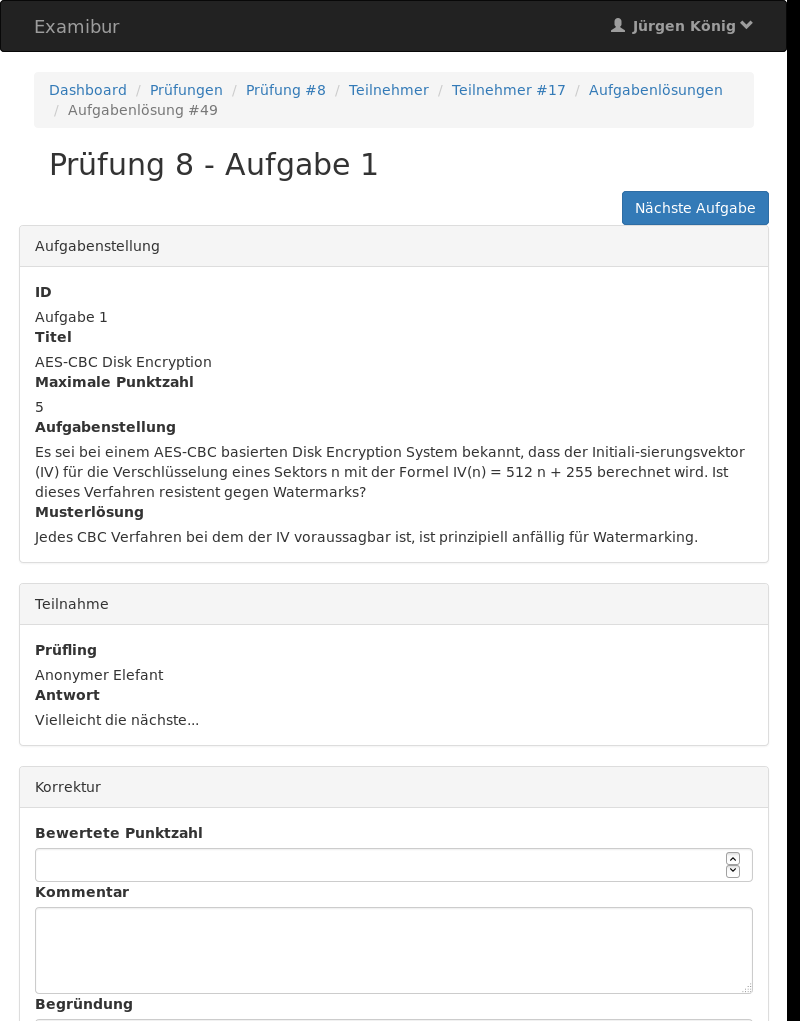 Examibur
Jürgen König
Dashboard / Prüfungen / Prüfung #8 / Teilnehmer / Teilnehmer #17 / Aufgabenlösungen
/ Aufgabenlösung #49
Prüfung 8 - Aufgabe 1
Nächste Aufgabe
Aufgabenstellung
ID
Aufgabe 1
Titel
AES-CBC Disk Encryption
Maximale Punktzahl
5
Aufgabenstellung
Es sei bei einem AES-CBC basierten Disk Encryption System bekannt, dass der Initiali-sierungsvektor
(IV) für die Verschlüsselung eines Sektors n mit der Formel IV(n) = 512 n + 255 berechnet wird. Ist
dieses Verfahren resistent gegen Watermarks?
Musterlösung
Jedes CBC Verfahren bei dem der IV voraussagbar ist, ist prinzipiell anfällig für Watermarking.
Teilnahme
Prüfling
Anonymer Elefant
Antwort
Vielleicht die nächste...
Korrektur
Bewertete Punktzahl
Kommentar
Begründung